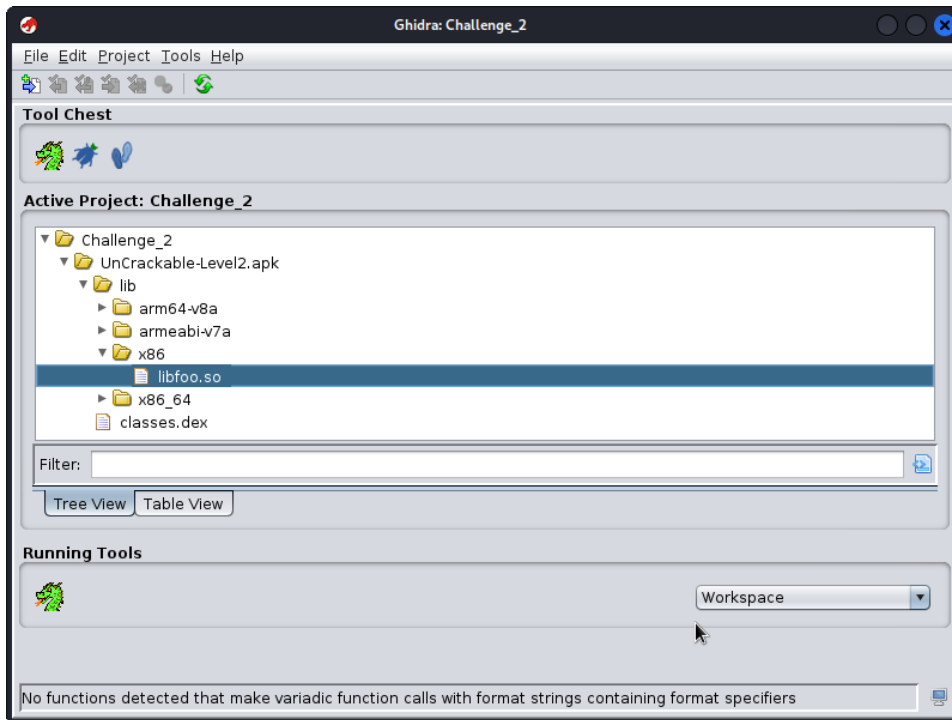 Ghidra: Challenge_2
File Edit Project Tools Help
Tool Chest
Active Project: Challenge_2
Challenge_2
UnCrackable-Level2.apk
lib
arm64-v8a
armeabi-v7a
x86
libfoo.so
x86_64
classes.dex
Filter:
Tree View Table View
Running Tools
Workspace
No functions detected that make variadic function calls with format strings containing format specifiers